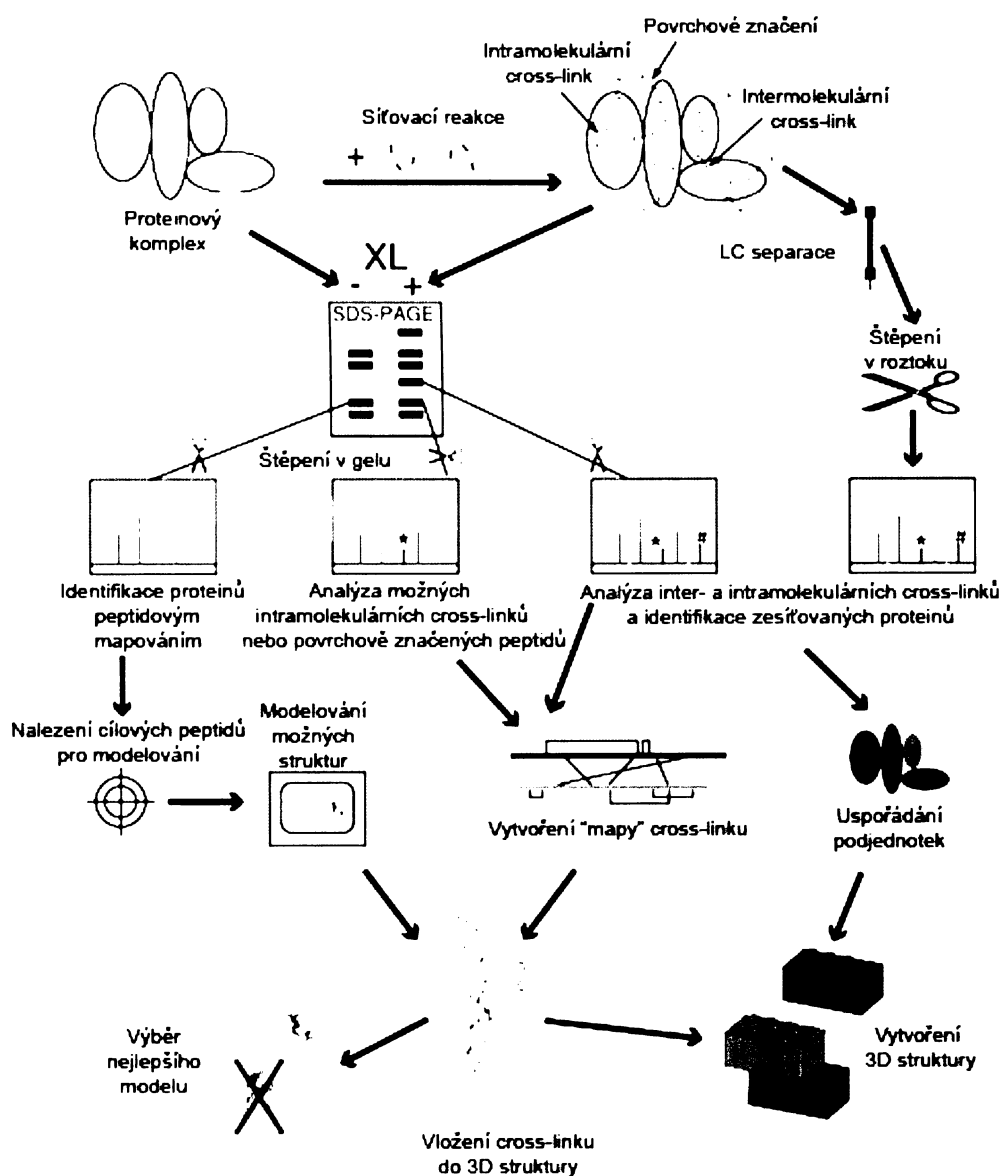 Povrchové značení
Intramolekulární
cross-link
Intermolekulární
cross-link
Síťovací reakce
+
Proteinový
komplex
LC separace
XL
- +
SDS-PAGE
Štěpení
v roztoku
Štěpení v gelu
* * # * #
Identifikace proteinů
peptidovým
mapováním
Analýza možných
intramolekulárních cross-linků
nebo povrchově značených peptidů
Analýza inter- a intramolekulárních cross-linků
a identifikace zesíťovaných proteinů
Nalezení cílových peptidů
pro modelování
Modelování
možných
struktur
Vytvoření "mapy" cross-linku
Uspořádání
podjednotek
Výběr
nejlepšího
modelu
Vytvoření
3D struktury
Vložení cross-linku
do 3D struktury